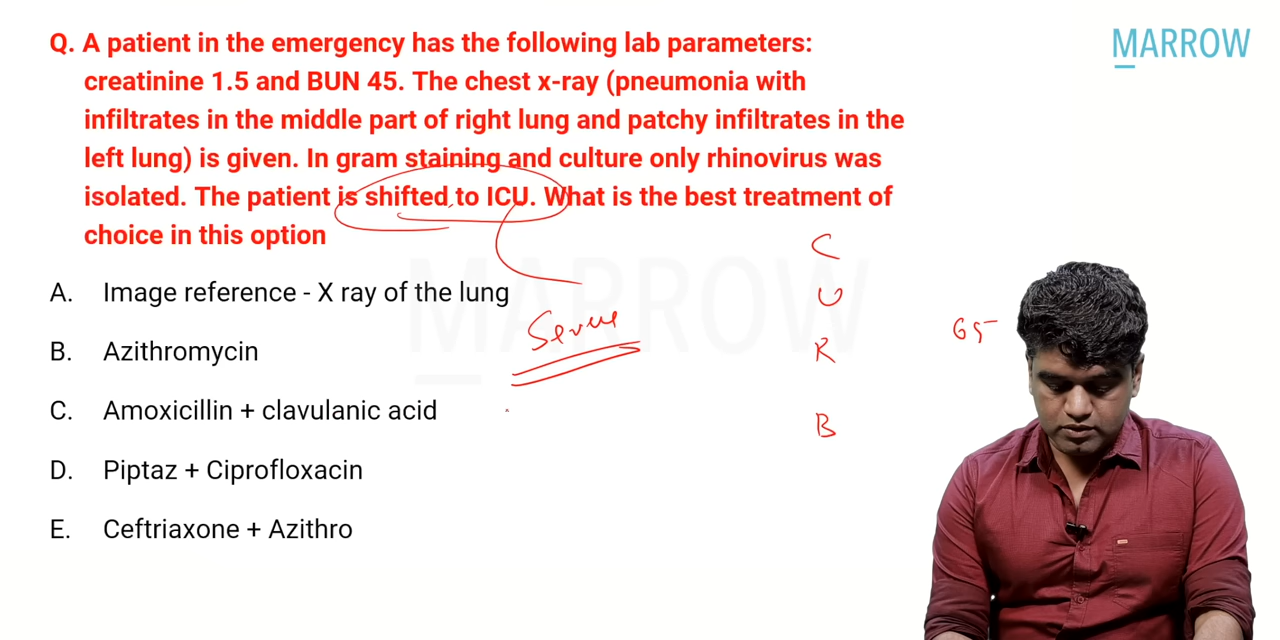 MARROW
Q. A patient in the emergency has the following lab parameters:
creatinine 1.5 and BUN 45. The chest x-ray (pneumonia with
infiltrates in the middle part of right lung and patchy infiltrates in the
left lung) is given. In gram staining and culture only rhinovirus was
isolated. The patient is shifted to ICU. What is the best treatment of
choice in this option
A. Image reference - X ray of the lung
B. Azithromycin
C. Amoxicillin + clavulanic acid
D. Piptaz + Ciprofloxacin
E. Ceftriaxone + Azithro
MARROW
Severe
C
U
R
B
65